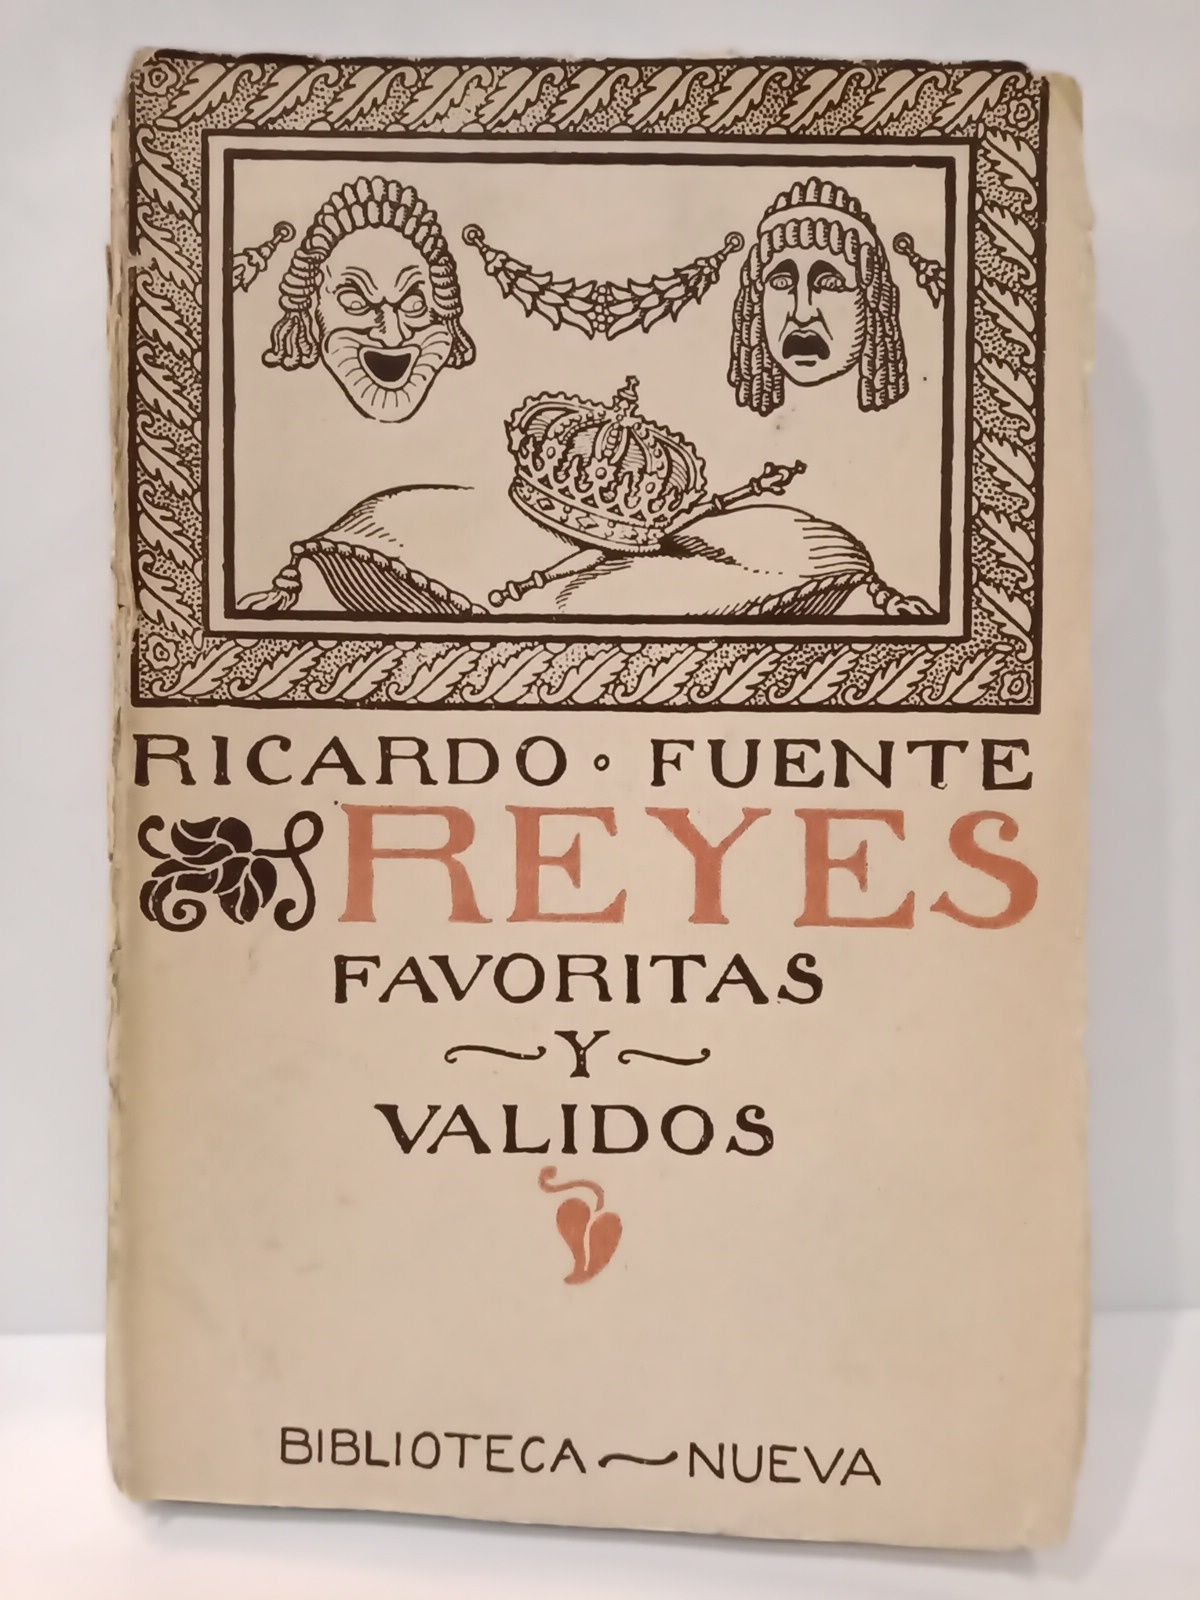 RICARDO • FUENTE
REYES
FAVORITAS
~ Y ~
VALIDOS
BIBLIOTECA ~ NUEVA